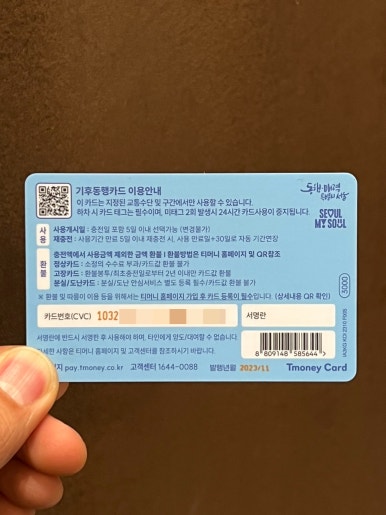 기후동행카드 이용안내
이 카드는 지정된 교통수단 및 구간에서만 사용할 수 있습니다.
하차 시 카드 태그는 필수이며, 미태그 2회 발생시 24시간 카드사용이 중지됩니다.
동행·매력
특별시 서울
SEOUL
MY SOUL
사용
사용개시일 : 충전일 포함 5일 이내 선택가능 (변경불가)
재충전 : 사용기간 만료 5일 이내 재충전 시, 사용 만료일+30일로 자동 기간연장
환불
충전액에서 사용금액 제외한 금액 환불 I 환불방법은 티머니 홈페이지 및 QR참조
정상카드 : 소정의 수수료 부과/카드값 환불 불가
고장카드 : 환불봉투/최초충전일로부터 2년 이내만 카드값 환불
분실/도난카드 : 분실/도난 안심서비스 별도 등록 필수/카드값 환불 불가
※ 환불 및 따릉이 이용 등을 위해서는 티머니 홈페이지 가입 후 카드 등록이 필수입니다. (상세내용 QR 확인)
3000
카드번호(CVC) 1032
서명란
서명란에 반드시 서명한 후 사용해야 하며, 타인에게 양도/대여할 수 없습니다.
세한 사항은 티머니 홈페이지 및 고객센터를 참조하시기 바랍니다.
8 809148 585644 >
지 pay.tmoney.co.kr 고객센터 1644-0088 발행년월 2023/11 Tmoney Card